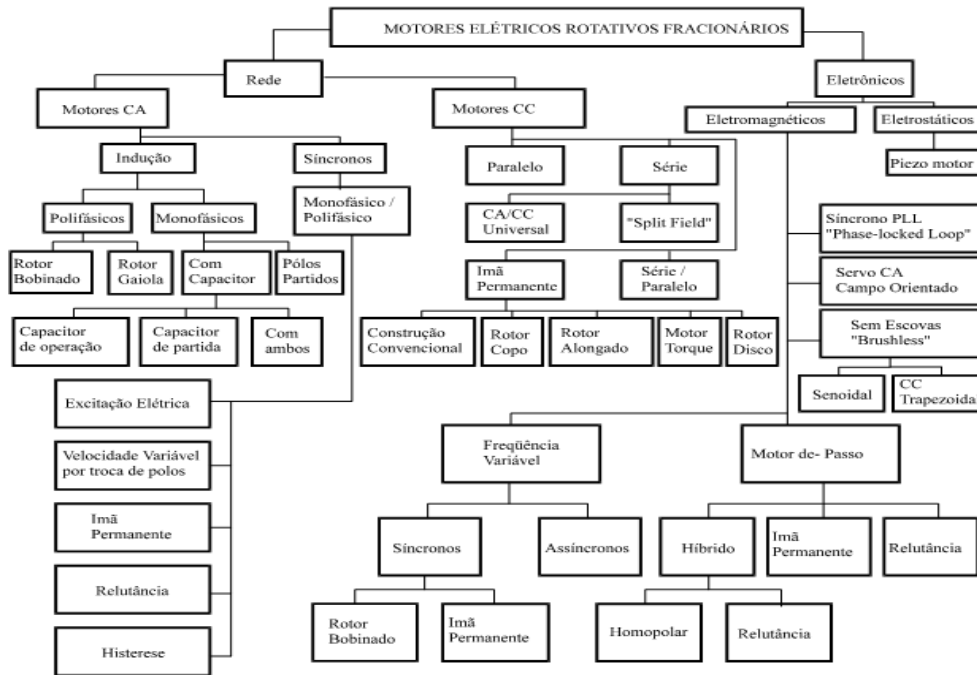 MOTORES ELÉTRICOS ROTATIVOS FRACIONÁRIOS
Rede
Eletrônicos
Motores CA
Motores CC
Eletromagnéticos
Eletrostáticos
Indução
Síncronos
Paralelo
Série
Piezo motor
Monofásico /
Polifásico
Polifásicos
Monofásicos
CA/CC
Universal
"Split Field"
Síncrono PLL
"Phase-locked Loop"
Rotor
Bobinado
Rotor
Gaiola
Com
Capacitor
Pólos
Partidos
Imã
Permanente
Série /
Paralelo
Servo CA
Campo Orientado
Capacitor
de operação
Capacitor
de partida
Com
ambos
Construção
Convencional
Rotor
Copo
Rotor
Alongado
Motor
Torque
Rotor
Disco
Sem Escovas
"Brushless"
Senoidal
CC
Trapezoidal
Excitação Elétrica
Velocidade Variável
por troca de polos
Imã
Permanente
Relutância
Histerese
Freqüência
Variável
Motor de- Passo
Síncronos
Assíncronos
Híbrido
Imã
Permanente
Relutância
Rotor
Bobinado
Imã
Permanente
Homopolar
Relutância